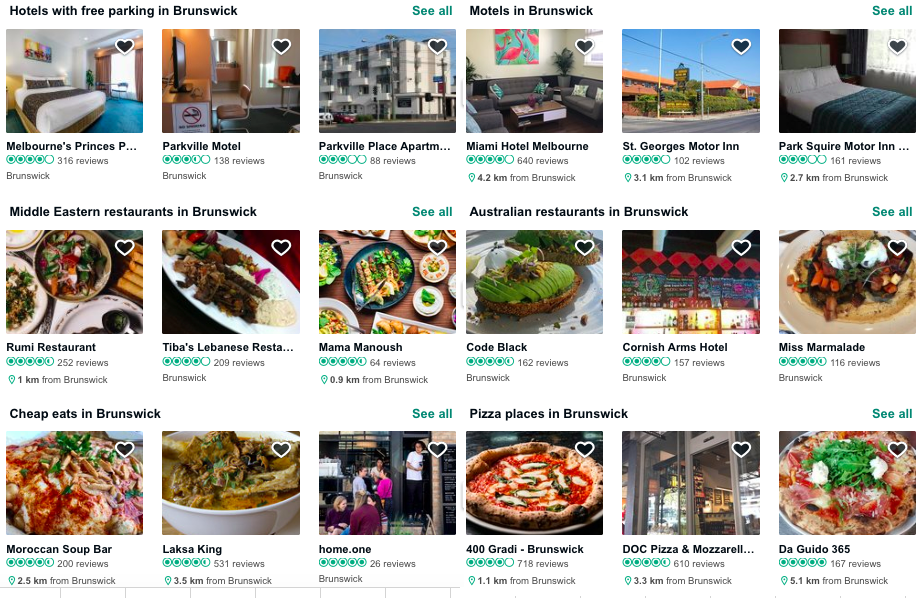 Hotels with free parking in Brunswick See all
Melbourne's Princes P...
316 reviews
Brunswick
Parkville Motel
138 reviews
Brunswick
Parkville Place Apartm...
88 reviews
Brunswick
Motels in Brunswick See all
Miami Hotel Melbourne
640 reviews
4.2 km from Brunswick
St. Georges Motor Inn
102 reviews
3.1 km from Brunswick
Park Squire Motor Inn ...
161 reviews
2.7 km from Brunswick
Middle Eastern restaurants in Brunswick See all
Rumi Restaurant
252 reviews
1 km from Brunswick
Tiba's Lebanese Resta...
209 reviews
Brunswick
Mama Manoush
64 reviews
0.9 km from Brunswick
Australian restaurants in Brunswick See all
Code Black
162 reviews
Brunswick
Cornish Arms Hotel
157 reviews
Brunswick
Miss Marmalade
116 reviews
Brunswick
Cheap eats in Brunswick See all
Moroccan Soup Bar
200 reviews
2.5 km from Brunswick
Laksa King
531 reviews
3.5 km from Brunswick
home.one
26 reviews
Brunswick
Pizza places in Brunswick See all
400 Gradi - Brunswick
718 reviews
1.1 km from Brunswick
DOC Pizza & Mozzarell...
610 reviews
3.3 km from Brunswick
Da Guido 365
167 reviews
5.1 km from Brunswick